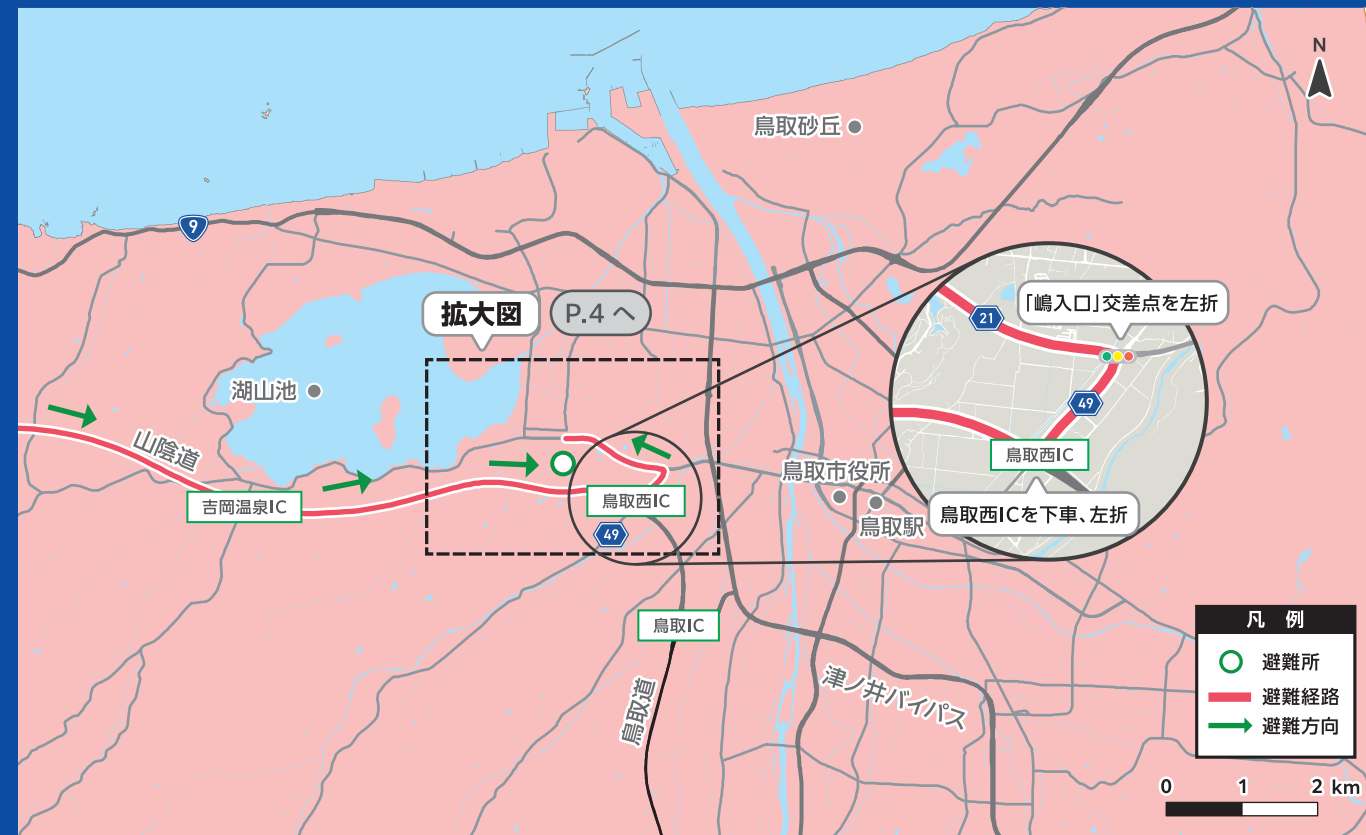 N
鳥取砂丘
9
拡大図
P.4 へ
「嶋入口」交差点を左折
21
49
鳥取西IC
鳥取西ICを下車、左折
湖山池
山陰道
吉岡温泉IC
鳥取西IC
49
鳥取市役所
鳥取駅
鳥取IC
鳥取道
津ノ井バイパス
凡 例
避難所
避難経路
避難方向
0 1 2 km